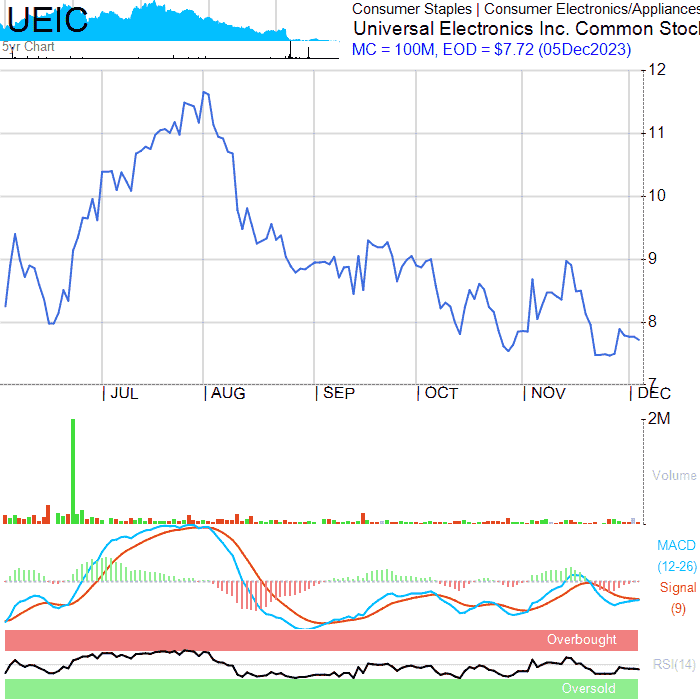 UEIC
Consumer Staples | Consumer Electronics/Appliances
Universal Electronics Inc. Common Stoc
MC = 100M, EOD = $7.72 (05Dec2023)
5yr Chart
12
11
10
9
8
7
| JUL | AUG | SEP | OCT | NOV | DEC
2M
Volume
MACD
(12-26)
Signal
(9)
Overbought
RSI(14)
Oversold